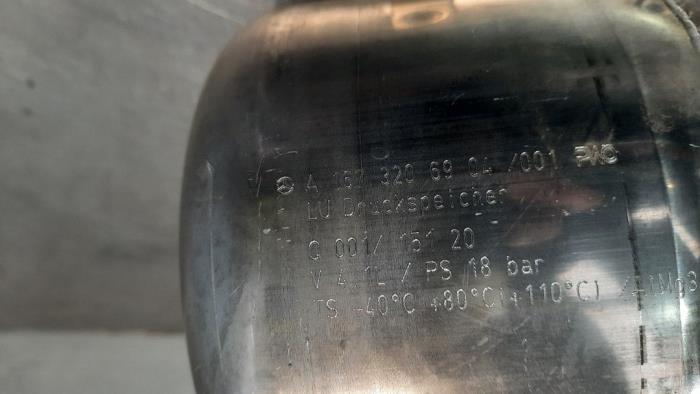 A 167 320 69 04 /001 PWO
LU Druckspeicher
Q 001/ 151 20
V 4.1L / PS 18 bar
TS -40°C +80°C(+110°C)